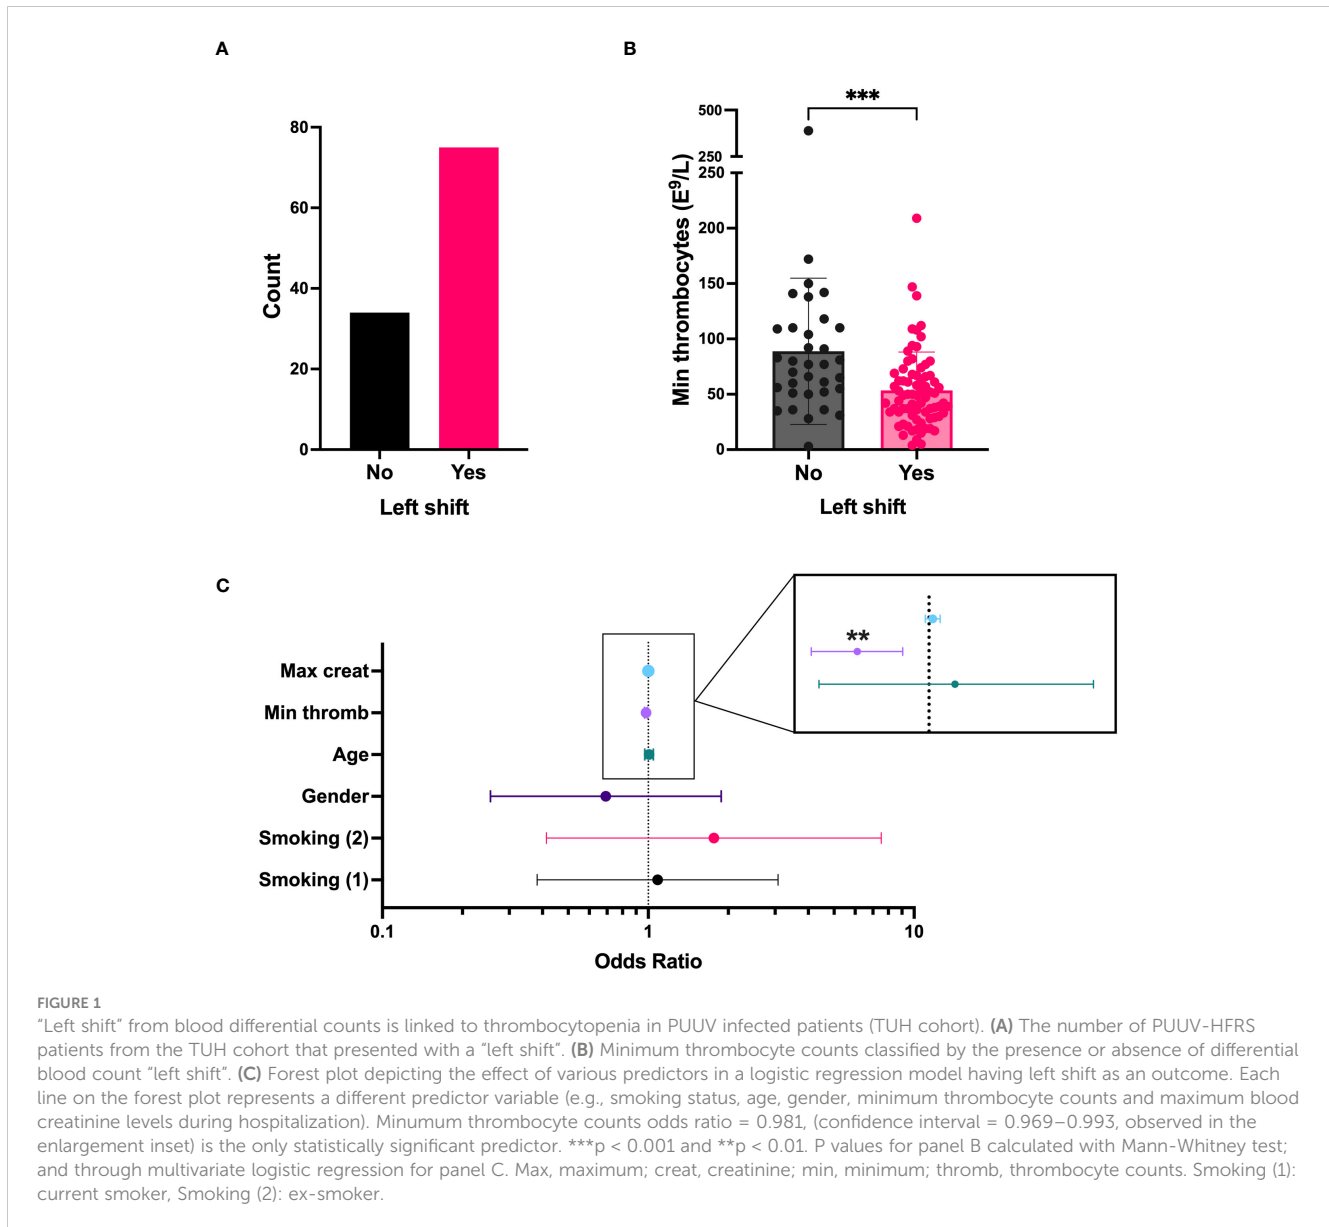 A
B
80
60
40
20
0
Count
No
Yes
Left shift
***
500
250
250
200
150
100
50
0
Min thrombocytes (E⁹/L)
No
Yes
Left shift
C
**
Max creat
Min thromb
Age
Gender
Smoking (2)
Smoking (1)
0.1
1
10
Odds Ratio
FIGURE 1
“Left shift” from blood differential counts is linked to thrombocytopenia in PUUV infected patients (TUH cohort). (A) The number of PUUV-HFRS
patients from the TUH cohort that presented with a “left shift”. (B) Minimum thrombocyte counts classified by the presence or absence of differential
blood count “left shift”. (C) Forest plot depicting the effect of various predictors in a logistic regression model having left shift as an outcome. Each
line on the forest plot represents a different predictor variable (e.g., smoking status, age, gender, minimum thrombocyte counts and maximum blood
creatinine levels during hospitalization). Minumum thrombocyte counts odds ratio = 0.981, (confidence interval = 0.969–0.993, observed in the
enlargement inset) is the only statistically significant predictor. ***p < 0.001 and **p < 0.01. P values for panel B calculated with Mann-Whitney test;
and through multivariate logistic regression for panel C. Max, maximum; creat, creatinine; min, minimum; thromb, thrombocyte counts. Smoking (1):
current smoker, Smoking (2): ex-smoker.